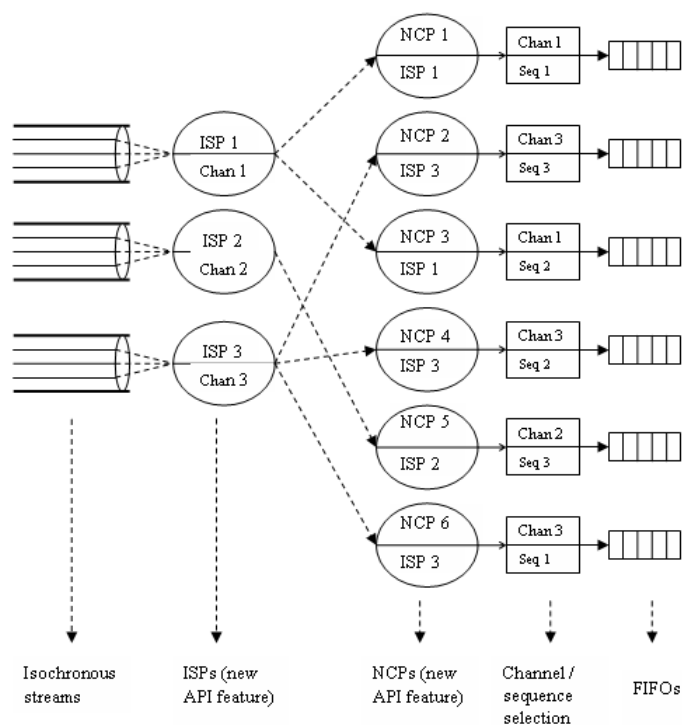 NCP 1
ISP 1
Chan 1
Seq 1
ISP 1
Chan 1
NCP 2
ISP 3
Chan 3
Seq 3
ISP 2
Chan 2
NCP 3
ISP 1
Chan 1
Seq 2
ISP 3
Chan 3
NCP 4
ISP 3
Chan 3
Seq 2
NCP 5
ISP 2
Chan 2
Seq 3
NCP 6
ISP 3
Chan 3
Seq 1
Isochronous
streams
ISPs (new
API feature)
NCPs (new
API feature)
Channel /
sequence
selection
FIFOs